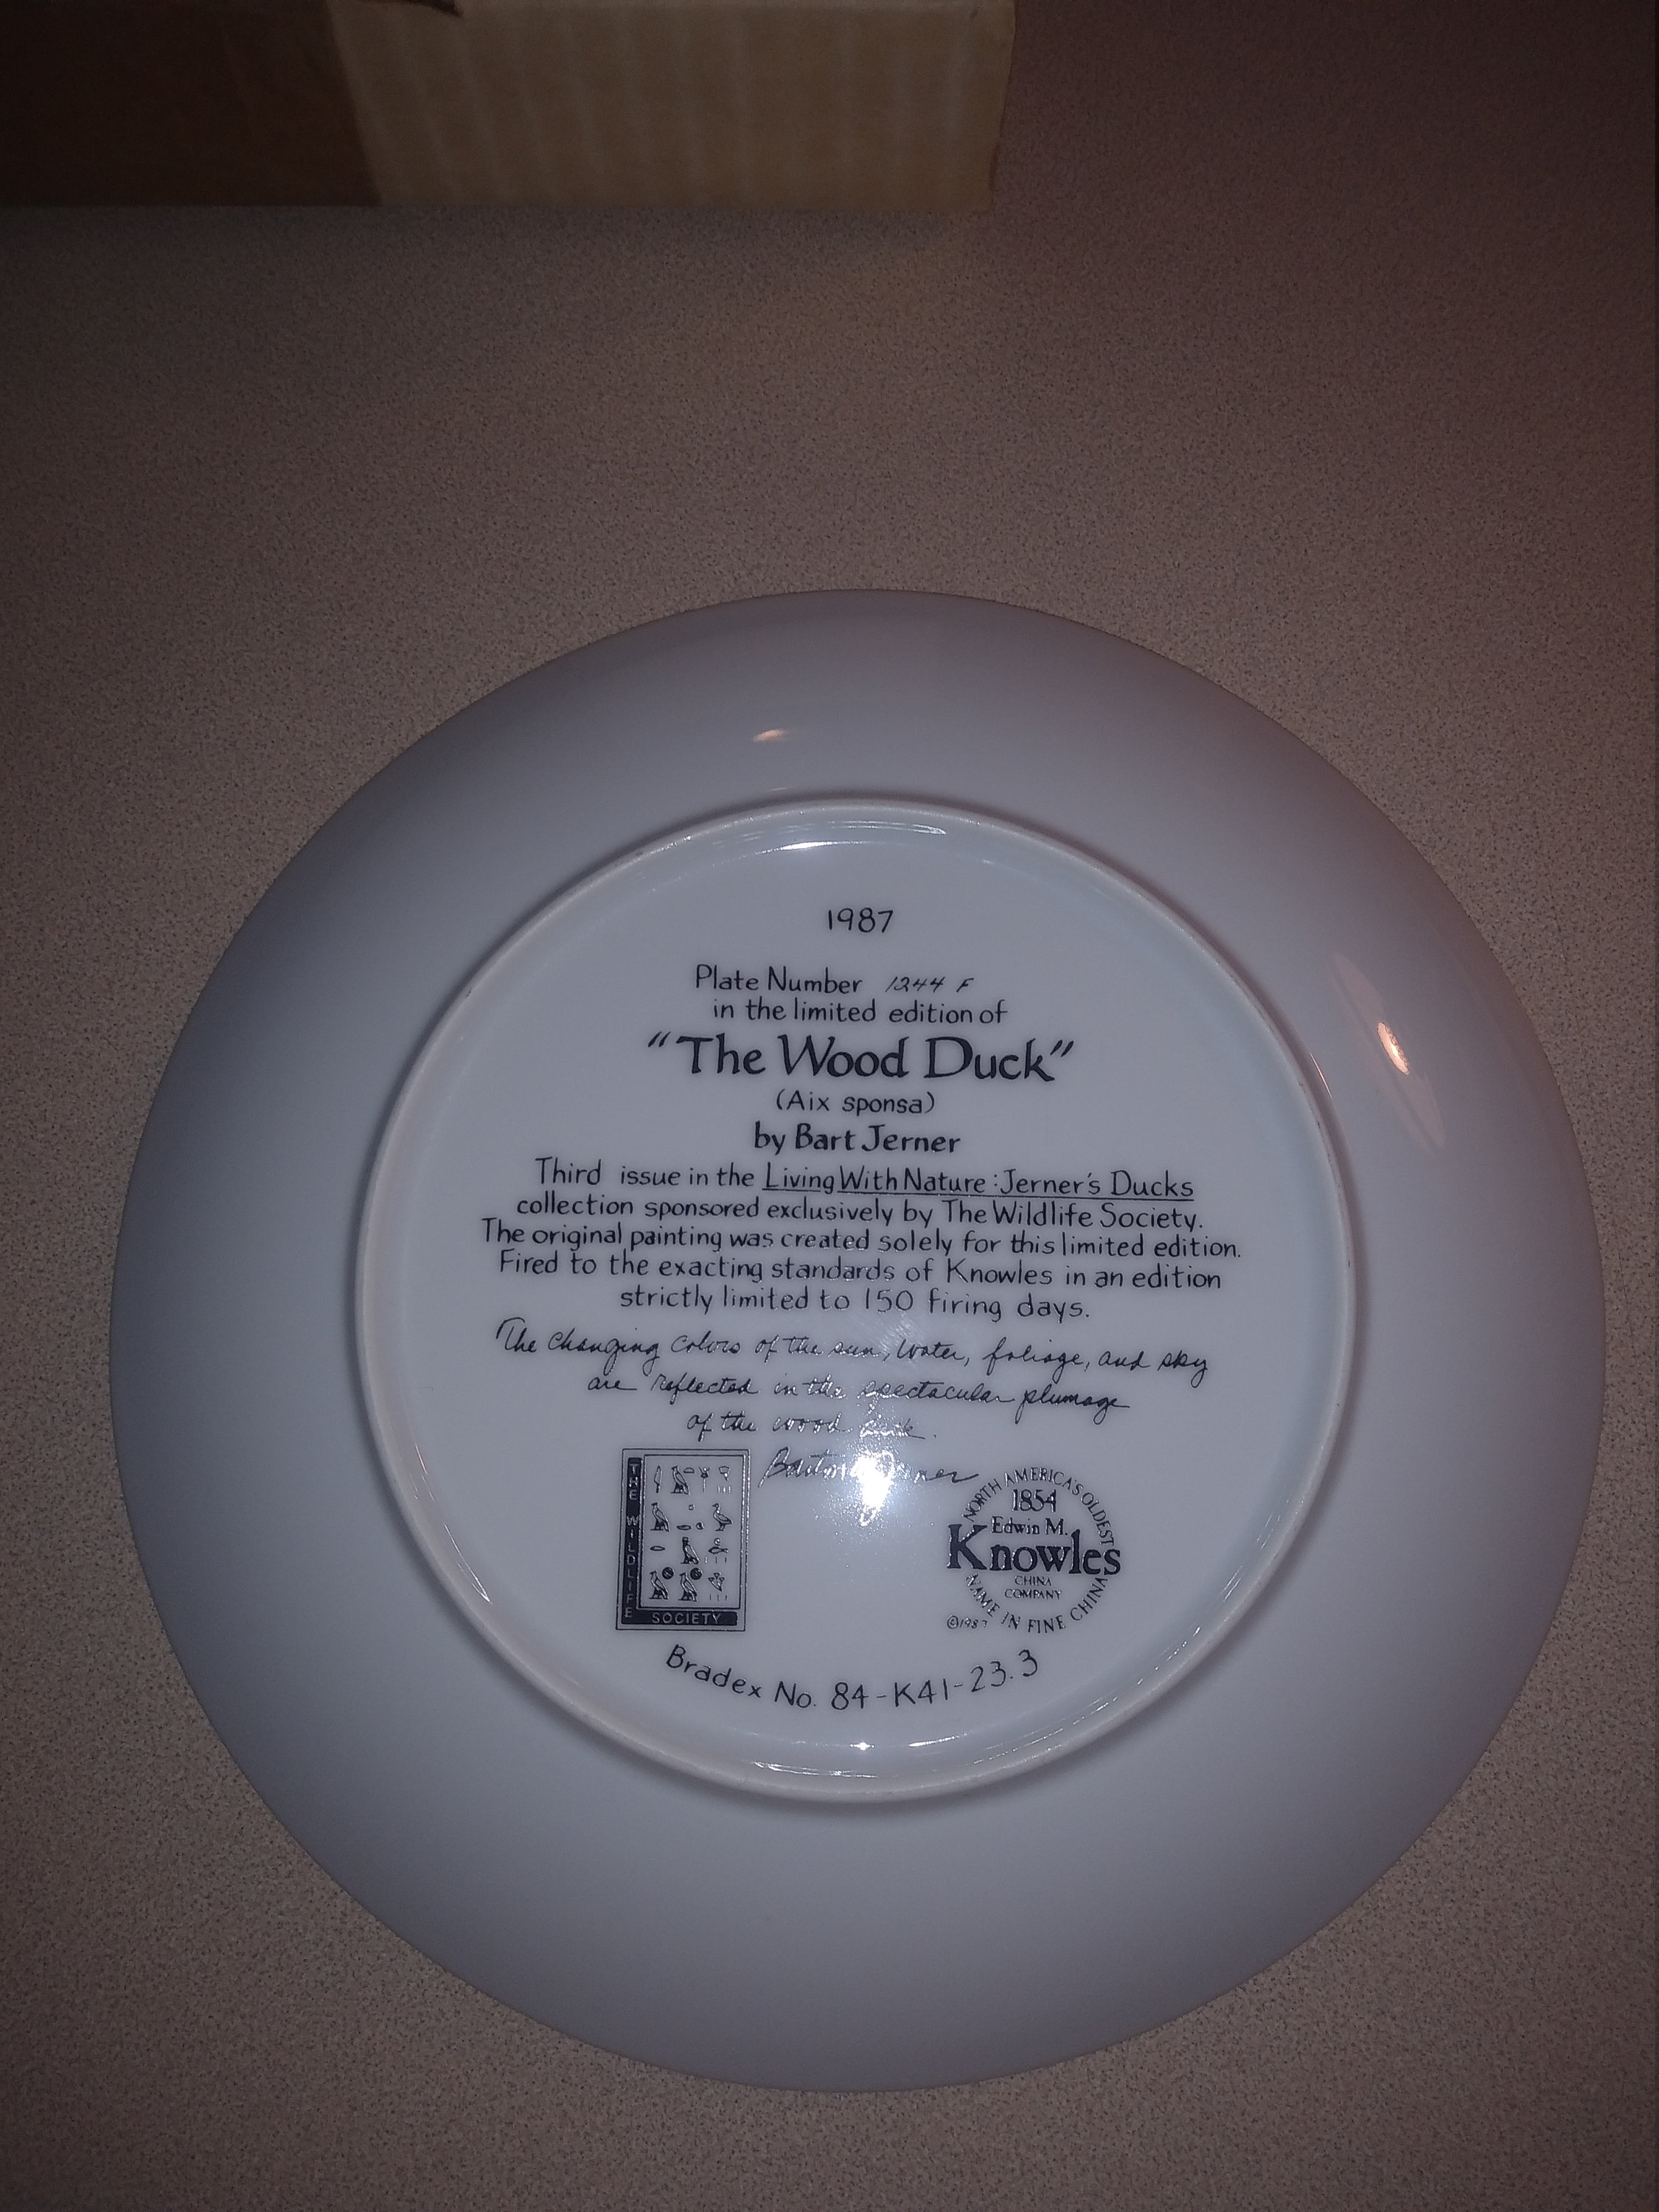 1987
Plate Number 1244 F
in the limited edition of
"The Wood Duck"
(Aix sponsa)
by Bart Jerner
Third issue in the Living With Nature: Jerner's Ducks
collection sponsored exclusively by The Wildlife Society.
The original painting was created solely for this limited edition.
Fired to the exacting standards of Knowles in an edition
strictly limited to 150 firing days.
The changing colors of the sun, water, foliage, and sky
are reflected in the spectacular plumage
of the wood duck.
THE WILDLIFE
SOCIETY
NORTH AMERICA'S OLDEST
1854
Edwin M.
Knowles
CHINA
COMPANY
NAME IN FINE CHINA
©1987
Bradex No. 84-K41-23.3